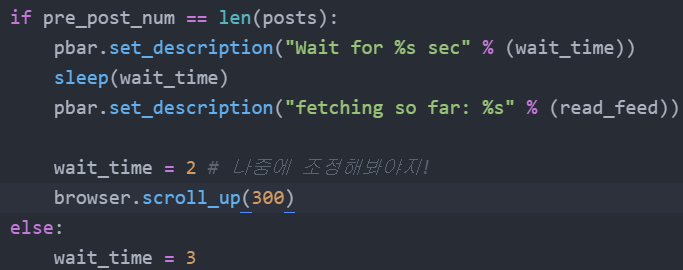 if pre_post_num == len(posts):
    pbar.set_description("Wait for %s sec" % (wait_time))
    sleep(wait_time)
    pbar.set_description("fetching so far: %s" % (read_feed))
    wait_time = 2 # 나중에 조정해봐야지!
    browser.scroll_up(300)
else:
    wait_time = 3